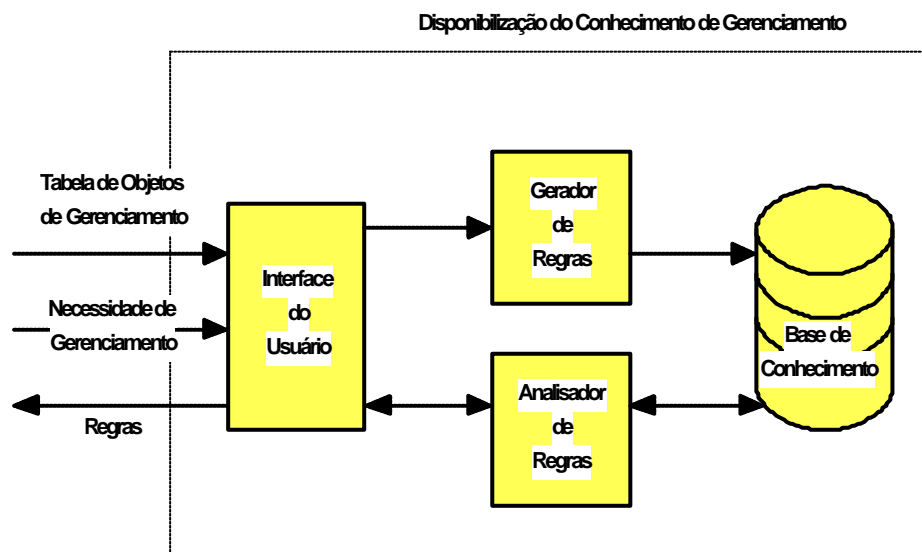 Disponibilização do Conhecimento de Gerenciamento
Tabela de Objetos
de Gerenciamento
Necessidade de
Gerenciamento
Regras
Interface
do
Usuário
Gerador
de
Regras
Analisador
de
Regras
Base de
Conhecimento